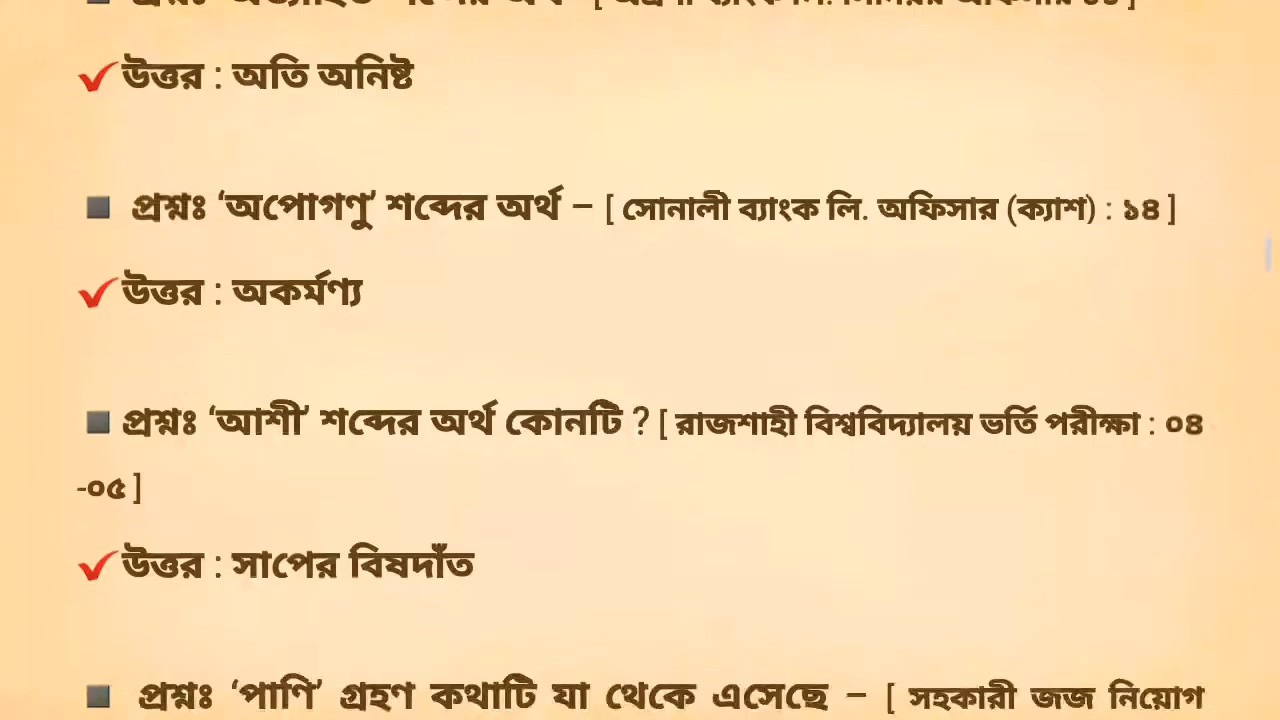 ✔উত্তর : অতি অনিষ্ট
▪ প্রশ্নঃ ‘অপোগণ্ডু’ শব্দের অর্থ – [ সোনালী ব্যাংক লি. অফিসার (ক্যাশ) : ১৪ ]
✔উত্তর : অকর্মণ্য
▪ প্রশ্নঃ ‘আশী’ শব্দের অর্থ কোনটি ? [ রাজশাহী বিশ্ববিদ্যালয় ভর্তি পরীক্ষা : ০৪
-০৫ ]
✔উত্তর : সাপের বিষদাঁত
▪ প্রশ্নঃ ‘পাণি’ গ্রহণ কথাটি যা থেকে এসেছে – [ সহকারী জজ নিয়োগ